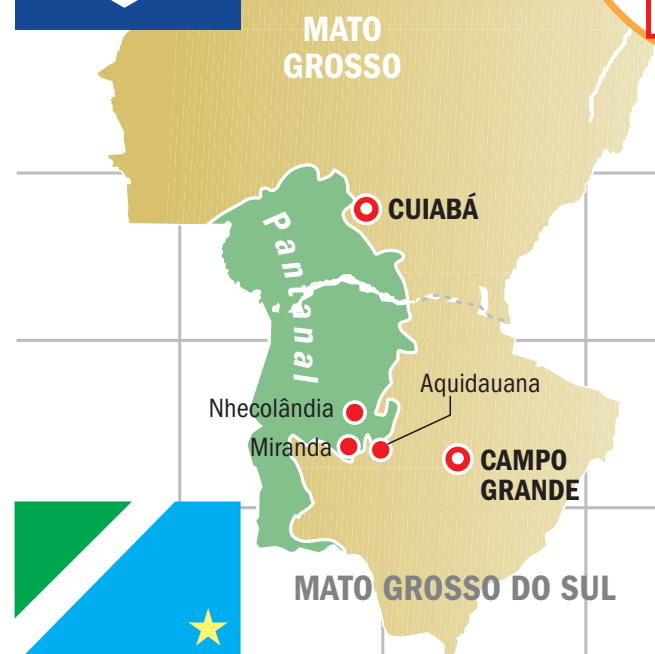 MATO
GROSSO
CUIABÁ
Pantanal
Aquidauana
Nhecolândia
Miranda
CAMPO
GRANDE
MATO GROSSO DO SUL